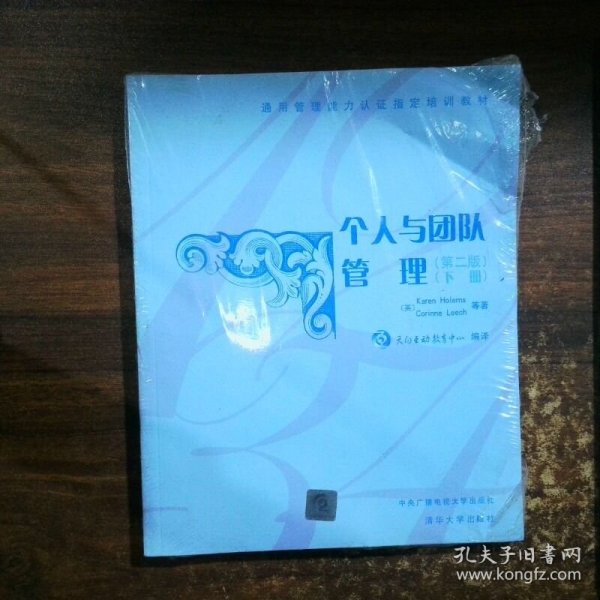 通用管理能力认证指定培训教材
个人与团队
管理(第二版)
(下册)
(英) Karen Holems
Corinne Leech 等著
天向互动教育中心 编译
中央广播电视大学出版社
清华大学出版社
孔夫子旧书网
www.kongfz.com